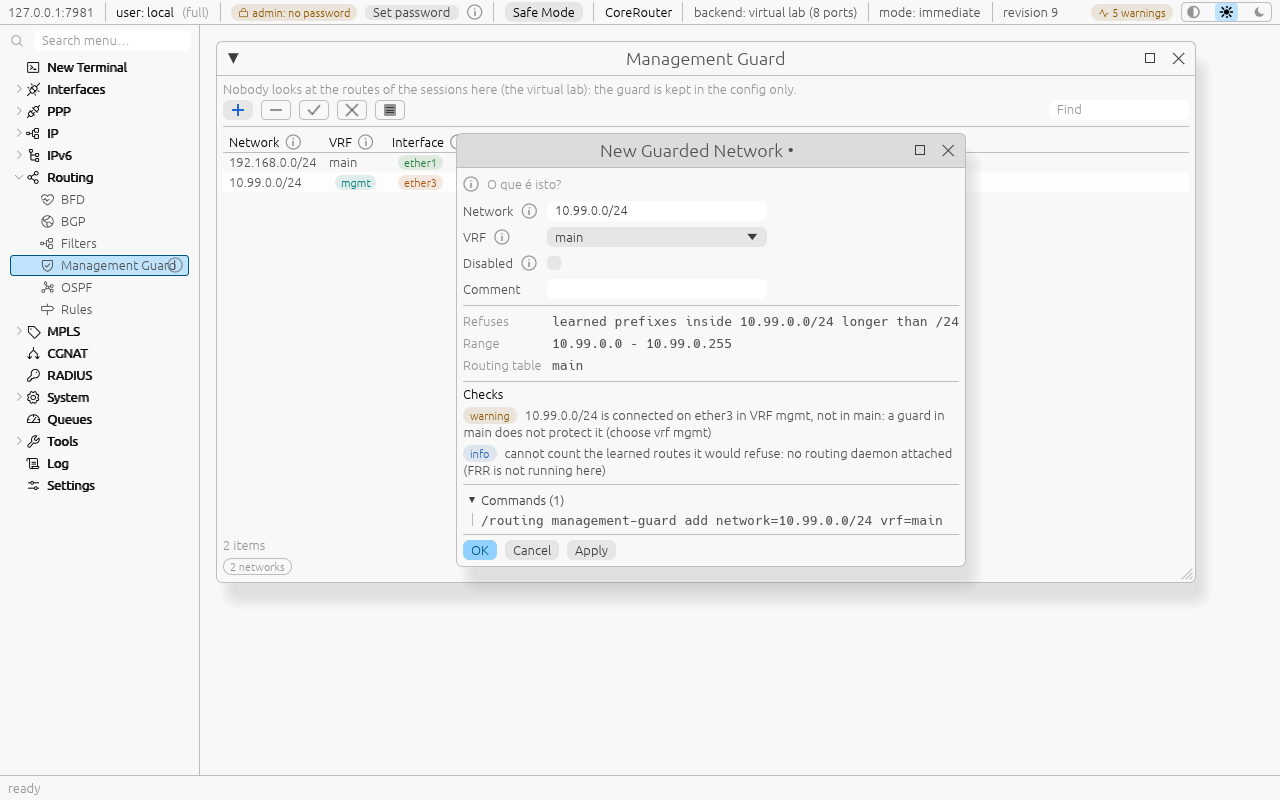 127.0.0.1:7981 user: local (full) admin: no password Set password Safe Mode CoreRouter backend: virtual lab (8 ports) mode: immediate revision 9 5 warnings
Search menu...
New Terminal
Interfaces
PPP
IP
IPv6
Routing
BFD
BGP
Filters
Management Guard
OSPF
Rules
MPLS
CGNAT
RADIUS
System
Queues
Tools
Log
Settings
Management Guard
Nobody looks at the routes of the sessions here (the virtual lab): the guard is kept in the config only.
Find
Network VRF Interface
192.168.0.0/24 main ether1
10.99.0.0/24 mgmt ether3
2 items
2 networks
New Guarded Network •
O que é isto?
Network 10.99.0.0/24
VRF main
Disabled
Comment
Refuses learned prefixes inside 10.99.0.0/24 longer than /24
Range 10.99.0.0 - 10.99.0.255
Routing table main
Checks
warning 10.99.0.0/24 is connected on ether3 in VRF mgmt, not in main: a guard in
main does not protect it (choose vrf mgmt)
info cannot count the learned routes it would refuse: no routing daemon attached
(FRR is not running here)
Commands (1)
/routing management-guard add network=10.99.0.0/24 vrf=main
OK Cancel Apply
ready